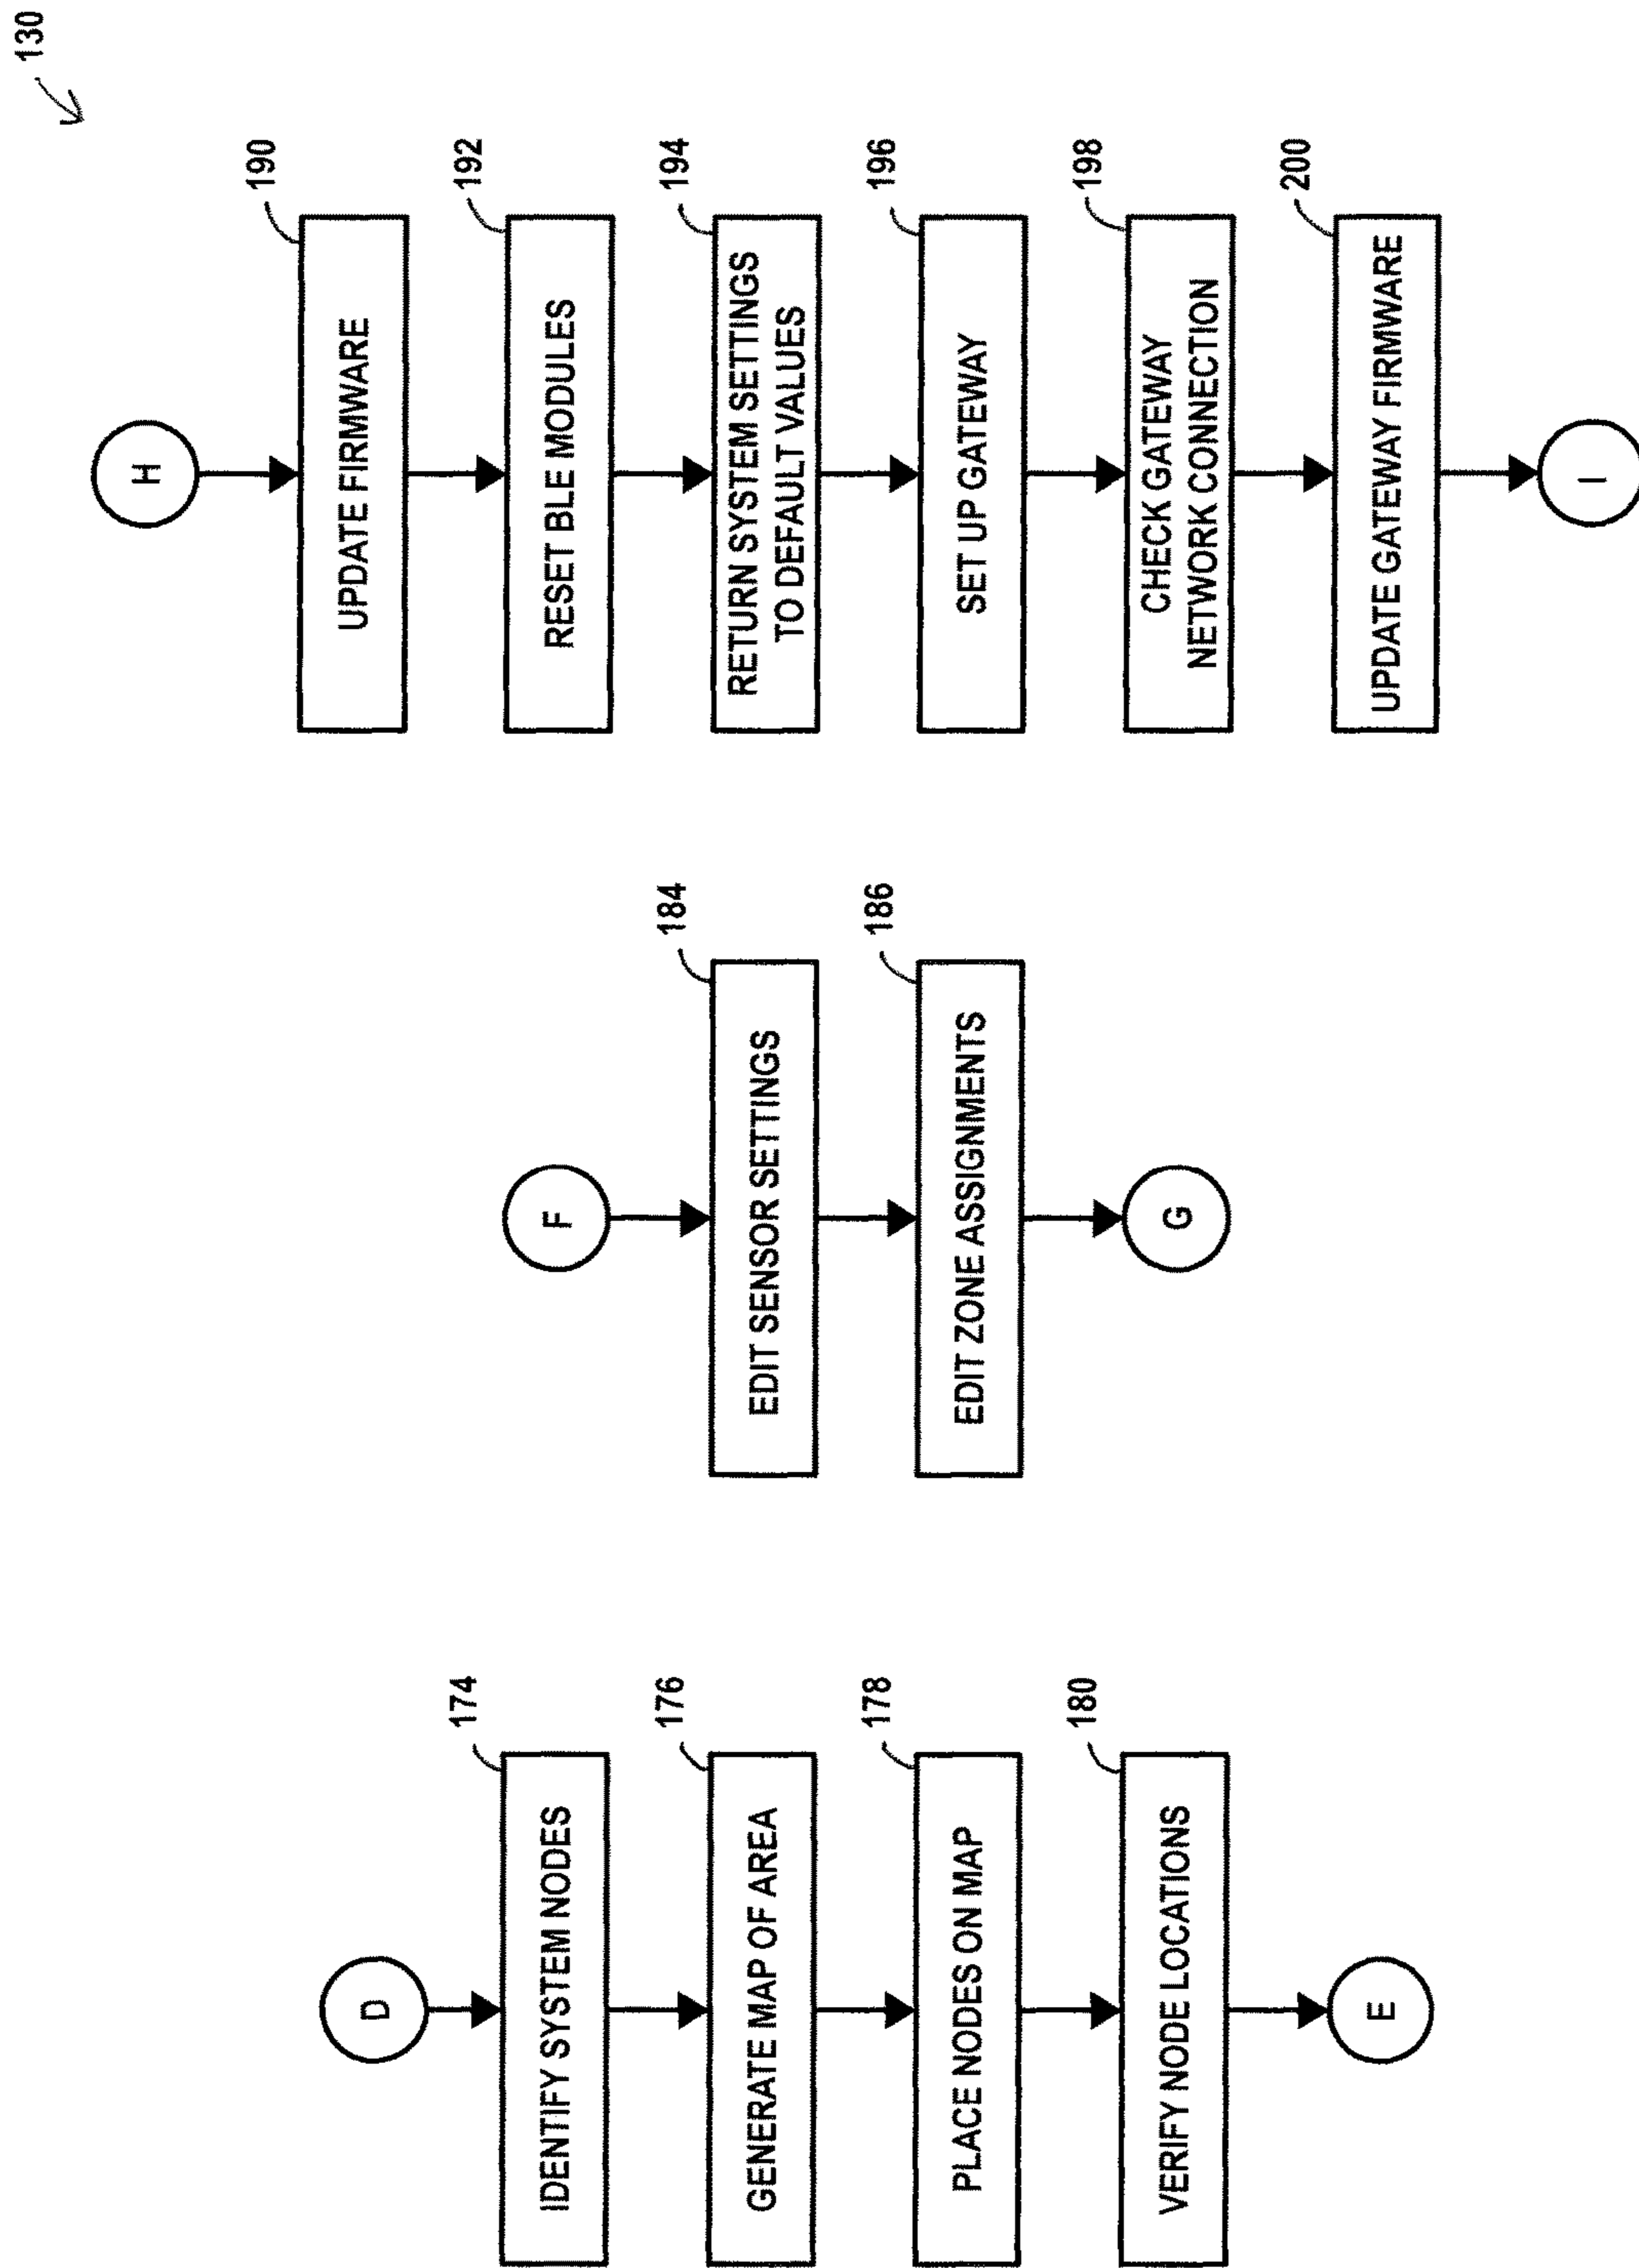 130
D
174
IDENTIFY SYSTEM NODES
176
GENERATE MAP OF AREA
178
PLACE NODES ON MAP
180
VERIFY NODE LOCATIONS
E
F
184
EDIT SENSOR SETTINGS
186
EDIT ZONE ASSIGNMENTS
G
H
190
UPDATE FIRMWARE
192
RESET BLE MODULES
194
RETURN SYSTEM SETTINGS
TO DEFAULT VALUES
196
SET UP GATEWAY
198
CHECK GATEWAY
NETWORK CONNECTION
200
UPDATE GATEWAY FIRMWARE
I